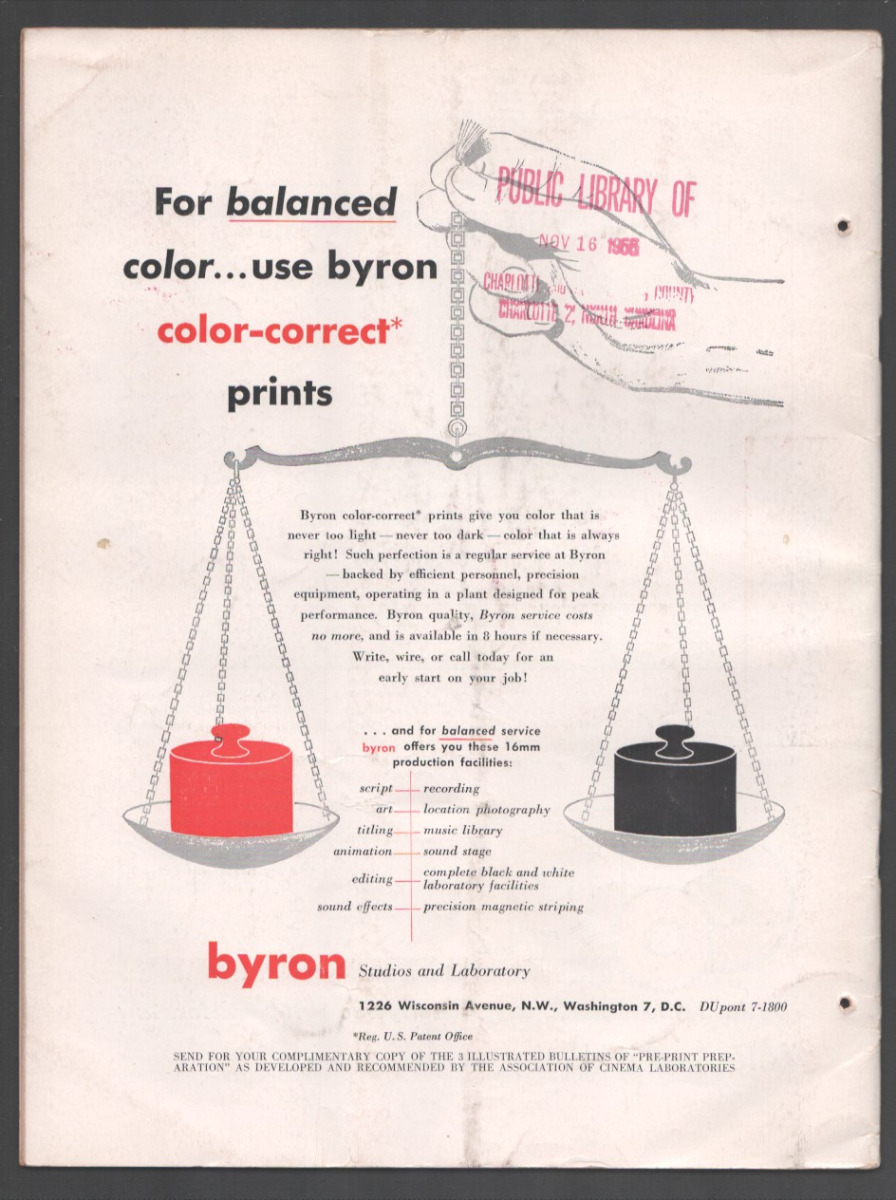 For balanced
color...use byron
color-correct*
prints
PUBLIC LIBRARY OF
NOV 16
COUNTY
CHARLOTTE 2, NORTH CAROLINA
Byron color-correct* prints give you color that is
never too light — never too dark — color that is always
right! Such perfection is a regular service at Byron
— backed by efficient personnel, precision
equipment, operating in a plant designed for peak
performance. Byron quality, Byron service costs
no more, and is available in 8 hours if necessary.
Write, wire, or call today for an
early start on your job!
. . . and for balanced service
byron offers you these 16mm
production facilities:
script — recording
art — location photography
titling — music library
animation — sound stage
editing — complete black and white
laboratory facilities
sound effects — precision magnetic striping
byron Studios and Laboratory
1226 Wisconsin Avenue, N.W., Washington 7, D.C. DUpont 7-1800
*Reg. U. S. Patent Office
SEND FOR YOUR COMPLIMENTARY COPY OF THE 3 ILLUSTRATED BULLETINS OF "PRE-PRINT PREP-
ARATION" AS DEVELOPED AND RECOMMENDED BY THE ASSOCIATION OF CINEMA LABORATORIES